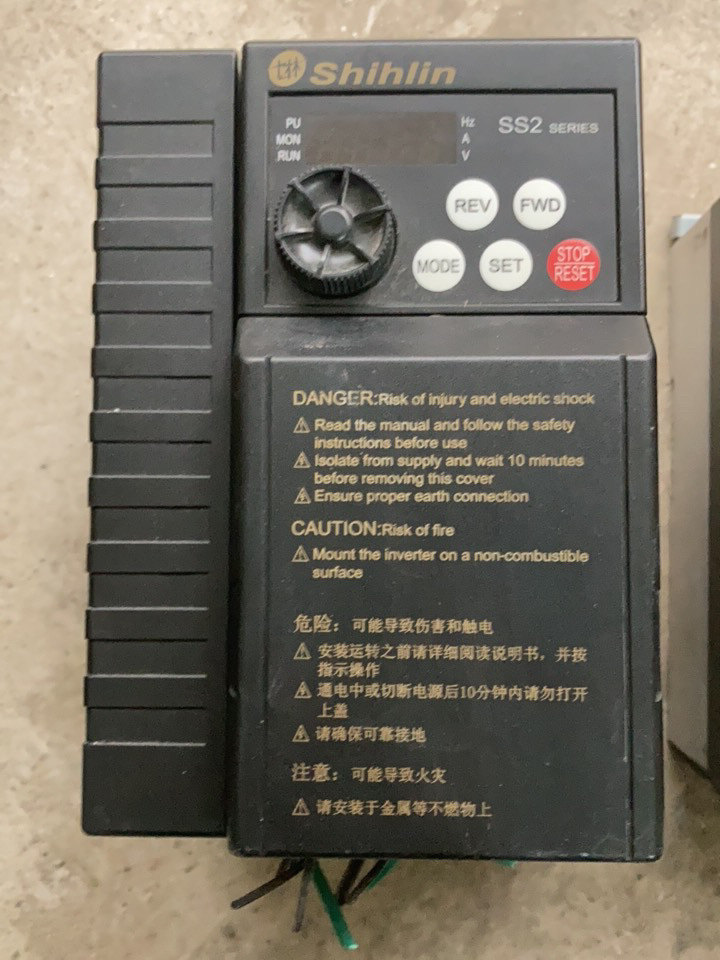 Shihlin
PU
MON
RUN
Hz
A
V
SS2 SERIES
REV
FWD
MODE
SET
STOP
RESET
DANGER:Risk of injury and electric shock
Read the manual and follow the safety
instructions before use
Isolate from supply and wait 10 minutes
before removing this cover
Ensure proper earth connection
CAUTION:Risk of fire
Mount the inverter on a non-combustible
surface
危险：可能导致伤害和触电
安装运转之前请详细阅读说明书，并按
指示操作
通电中或切断电源后10分钟内请勿打开
上盖
请确保可靠接地
注意：可能导致火灾
请安装于金属等不燃物上